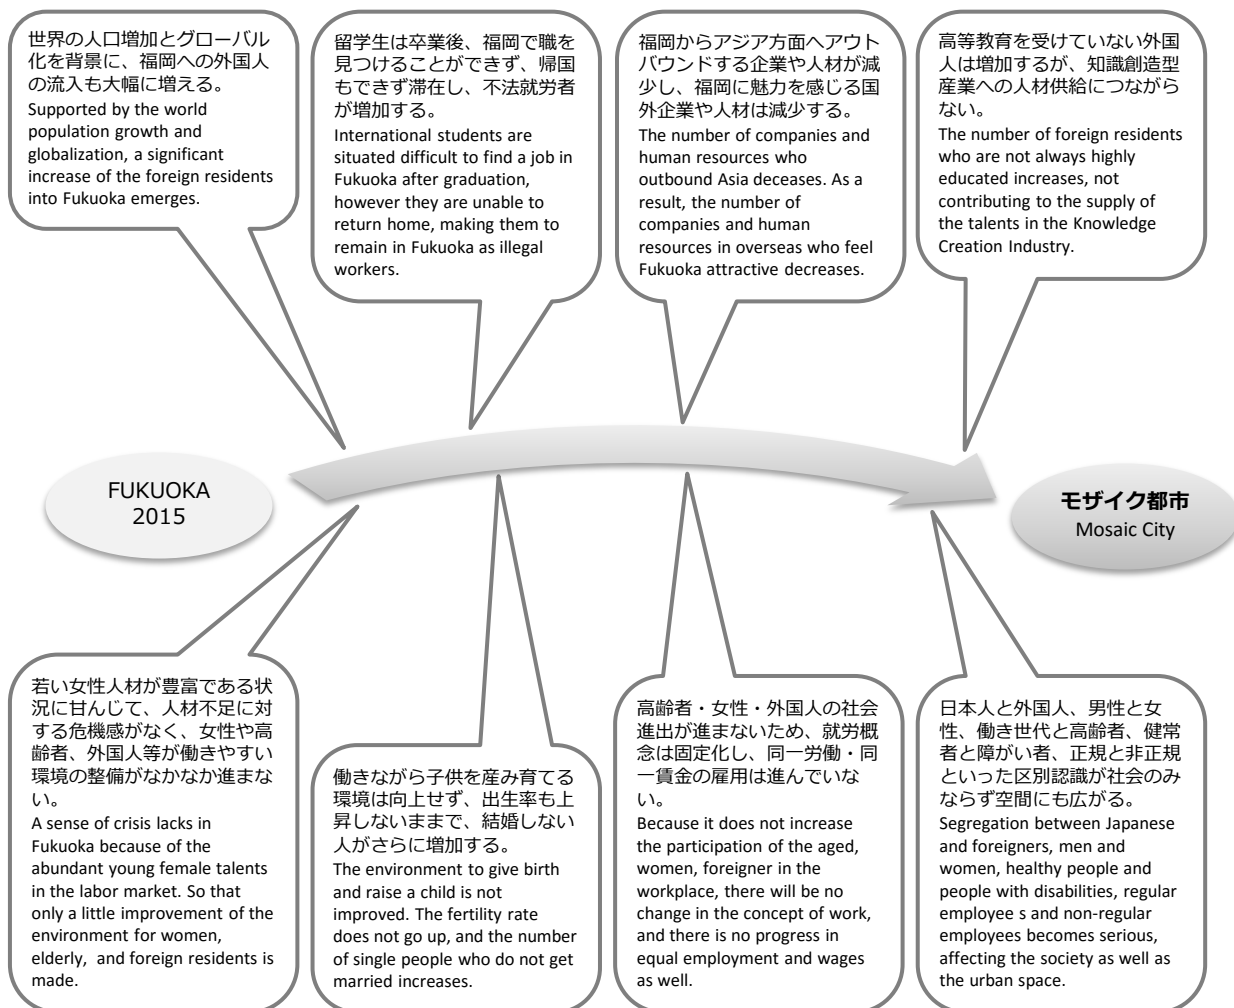 世界の人口増加とグローバル
化を背景に、福岡への外国人
の流入も大幅に増える。
Supported by the world
population growth and
globalization, a significant
increase of the foreign residents
into Fukuoka emerges.
留学生は卒業後、福岡で職を
見つけることができず、帰国
もできず滞在し、不法就労者
が増加する。
International students are
situated difficult to find a job in
Fukuoka after graduation,
however they are unable to
return home, making them to
remain in Fukuoka as illegal
workers.
福岡からアジア方面へアウト
バウンドする企業や人材が減
少し、福岡に魅力を感じる国
外企業や人材は減少する。
The number of companies and
human resources who
outbound Asia deceases. As a
result, the number of
companies and human
resources in overseas who feel
Fukuoka attractive decreases.
高等教育を受けていない外国
人は増加するが、知識創造型
産業への人材供給につながら
ない。
The number of foreign residents
who are not always highly
educated increases, not
contributing to the supply of
the talents in the Knowledge
Creation Industry.
FUKUOKA
2015
モザイク都市
Mosaic City
若い女性人材が豊富である状
況に甘んじて、人材不足に対
する危機感がなく、女性や高
齢者、外国人等が働きやすい
環境の整備がなかなか進まな
い。
A sense of crisis lacks in
Fukuoka because of the
abundant young female talents
in the labor market. So that
only a little improvement of the
environment for women,
elderly, and foreign residents is
made.
働きながら子供を産み育てる
環境は向上せず、出生率も上
昇しないままで、結婚しない
人がさらに増加する。
The environment to give birth
and raise a child is not
improved. The fertility rate
does not go up, and the number
of single people who do not get
married increases.
高齢者・女性・外国人の社会
進出が進まないため、就労概
念は固定化し、同一労働・同
一賃金の雇用は進んでいな
い。
Because it does not increase
the participation of the aged,
women, foreigner in the
workplace, there will be no
change in the concept of work,
and there is no progress in
equal employment and wages
as well.
日本人と外国人、男性と女
性、働き世代と高齢者、健常
者と障がい者、正規と非正規
といった区別認識が社会のみ
ならず空間にも広がる。
Segregation between Japanese
and foreigners, men and
women, healthy people and
people with disabilities, regular
employee s and non-regular
employees becomes serious,
affecting the society as well as
the urban space.